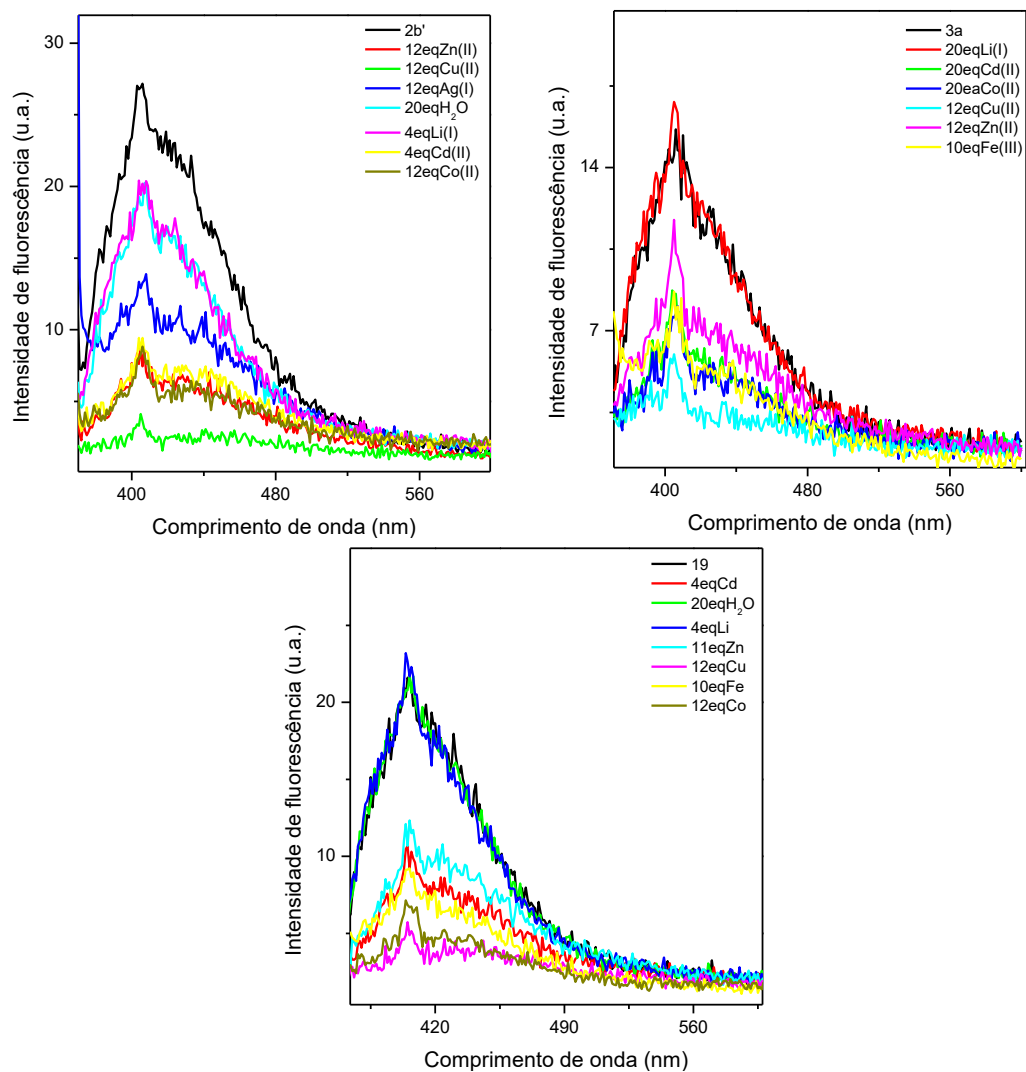 Intensidade de fluorescência (u.a.)
30
20
10
400
480
560
Comprimento de onda (nm)
2b'
12eqZn(II)
12eqCu(II)
12eqAg(I)
20eqH₂O
4eqLi(I)
4eqCd(II)
12eqCo(II)
Intensidade de fluorescência (u.a.)
14
7
400
480
560
Comprimento de onda (nm)
3a
20eqLi(I)
20eqCd(II)
20eaCo(II)
12eqCu(II)
12eqZn(II)
10eqFe(III)
Intensidade de fluorescência (u.a.)
20
10
420
490
560
Comprimento de onda (nm)
19
4eqCd
20eqH₂O
4eqLi
11eqZn
12eqCu
10eqFe
12eqCo